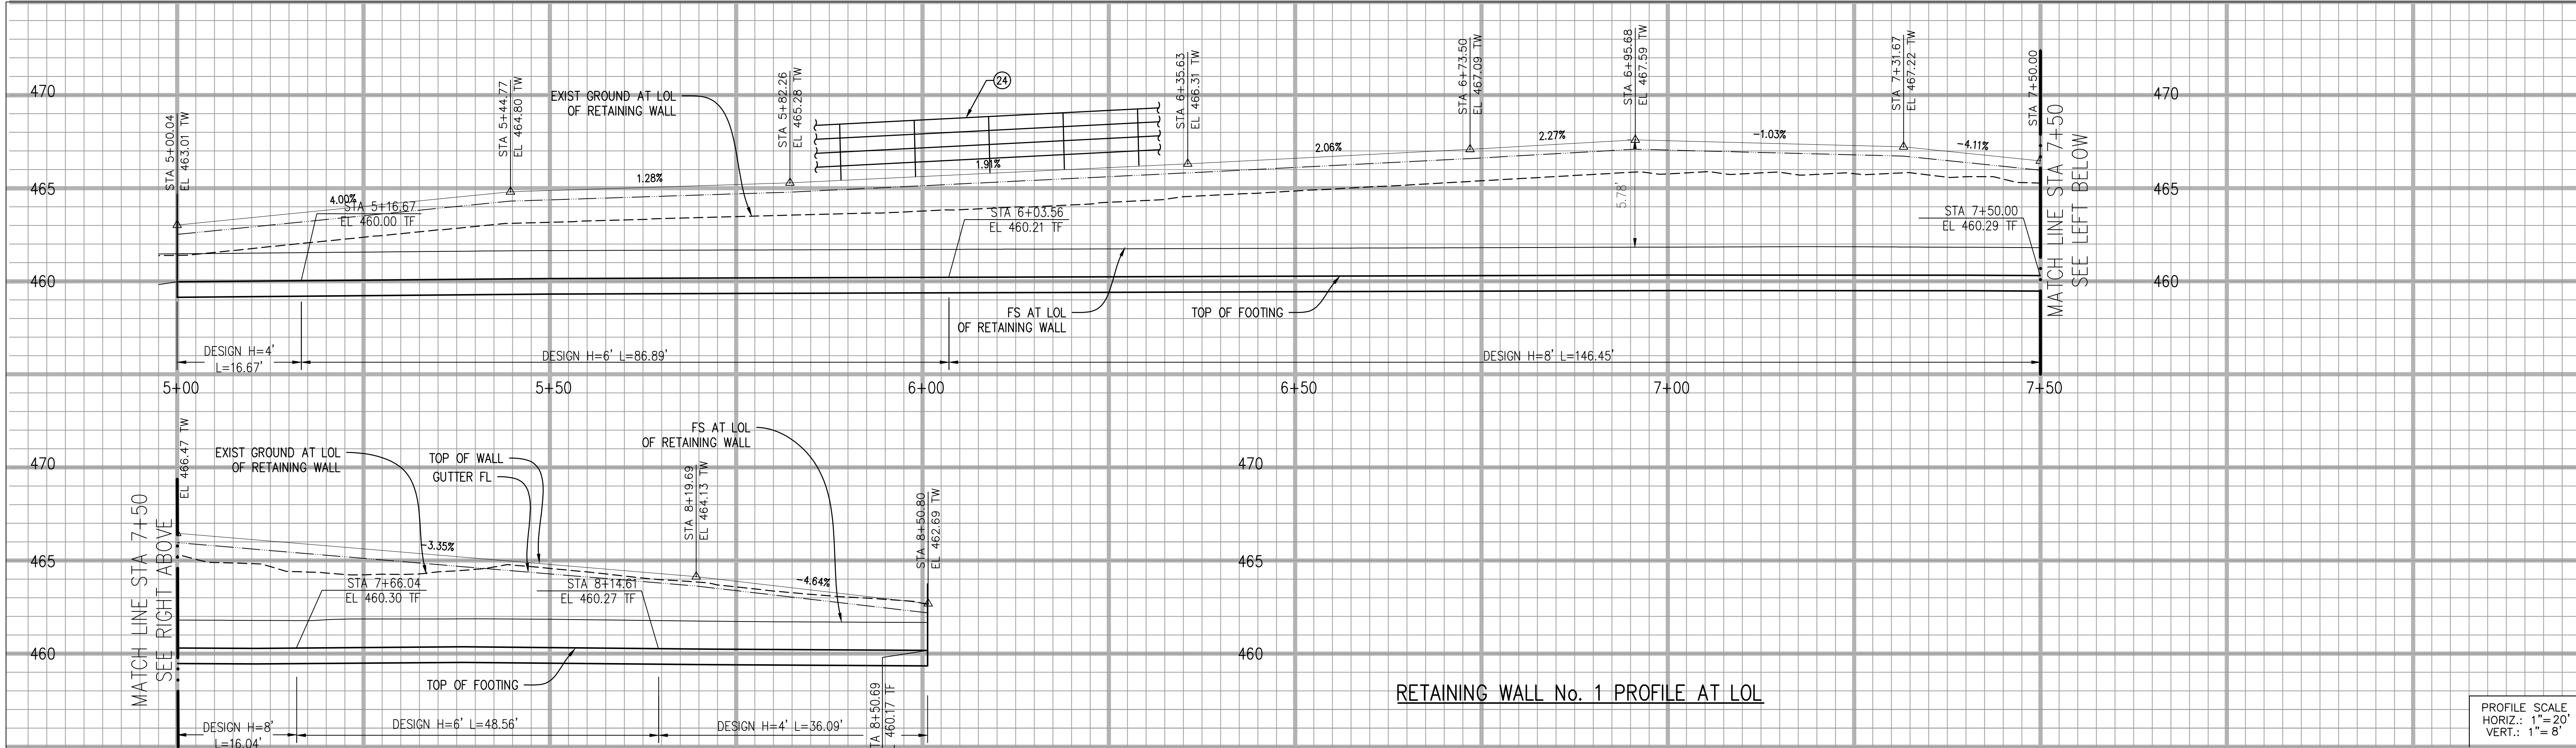 470
465
460
STA 5+00.04
EL 463.01 TW
4.00%
STA 5+16.67
EL 460.00 TF
STA 5+44.77
EL 464.80 TW
EXIST GROUND AT LOL
OF RETAINING WALL
1.28%
STA 5+82.26
EL 465.28 TW
24
1.91%
STA 6+03.56
EL 460.21 TF
FS AT LOL
OF RETAINING WALL
STA 6+35.63
EL 466.31 TW
TOP OF FOOTING
2.06%
STA 6+73.50
EL 467.09 TW
2.27%
STA 6+95.68
EL 467.59 TW
5.78'
-1.03%
STA 7+31.67
EL 467.22 TW
-4.11%
STA 7+50.00
STA 7+50.00
EL 460.29 TF
MATCH LINE STA 7+50
SEE LEFT BELOW
470
465
460
DESIGN H=4'
L=16.67'
DESIGN H=6' L=86.89'
DESIGN H=8' L=146.45'
5+00
5+50
6+00
6+50
7+00
7+50
470
465
460
MATCH LINE STA 7+50
SEE RIGHT ABOVE
EL 466.47 TW
EXIST GROUND AT LOL
OF RETAINING WALL
TOP OF WALL
GUTTER FL
FS AT LOL
OF RETAINING WALL
-3.35%
STA 7+66.04
EL 460.30 TF
STA 8+14.61
EL 460.27 TF
STA 8+19.69
EL 464.13 TW
-4.64%
STA 8+50.80
EL 462.69 TW
TOP OF FOOTING
TA 8+50.69
460.17 TF
DESIGN H=8'
L=16.04'
DESIGN H=6' L=48.56'
DESIGN H=4' L=36.09'
470
465
460
RETAINING WALL No. 1 PROFILE AT LOL
PROFILE SCALE
HORIZ.: 1"=20'
VERT.: 1"= 8'